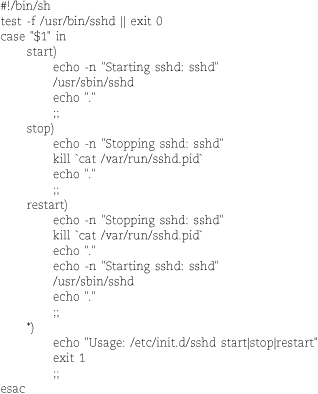 #!/bin/sh
test -f /usr/bin/sshd || exit 0
case "$1" in
start)
echo -n "Starting sshd: sshd"
/usr/sbin/sshd
echo "."
;;
stop)
echo -n "Stopping sshd: sshd"
kill `cat /var/run/sshd.pid`
echo "."
;;
restart)
echo -n "Stopping sshd: sshd"
kill `cat /var/run/sshd.pid`
echo "."
echo -n "Starting sshd: sshd"
/usr/sbin/sshd
echo "."
;;
*)
echo "Usage: /etc/init.d/sshd start|stop|restart"
exit 1
;;
esac